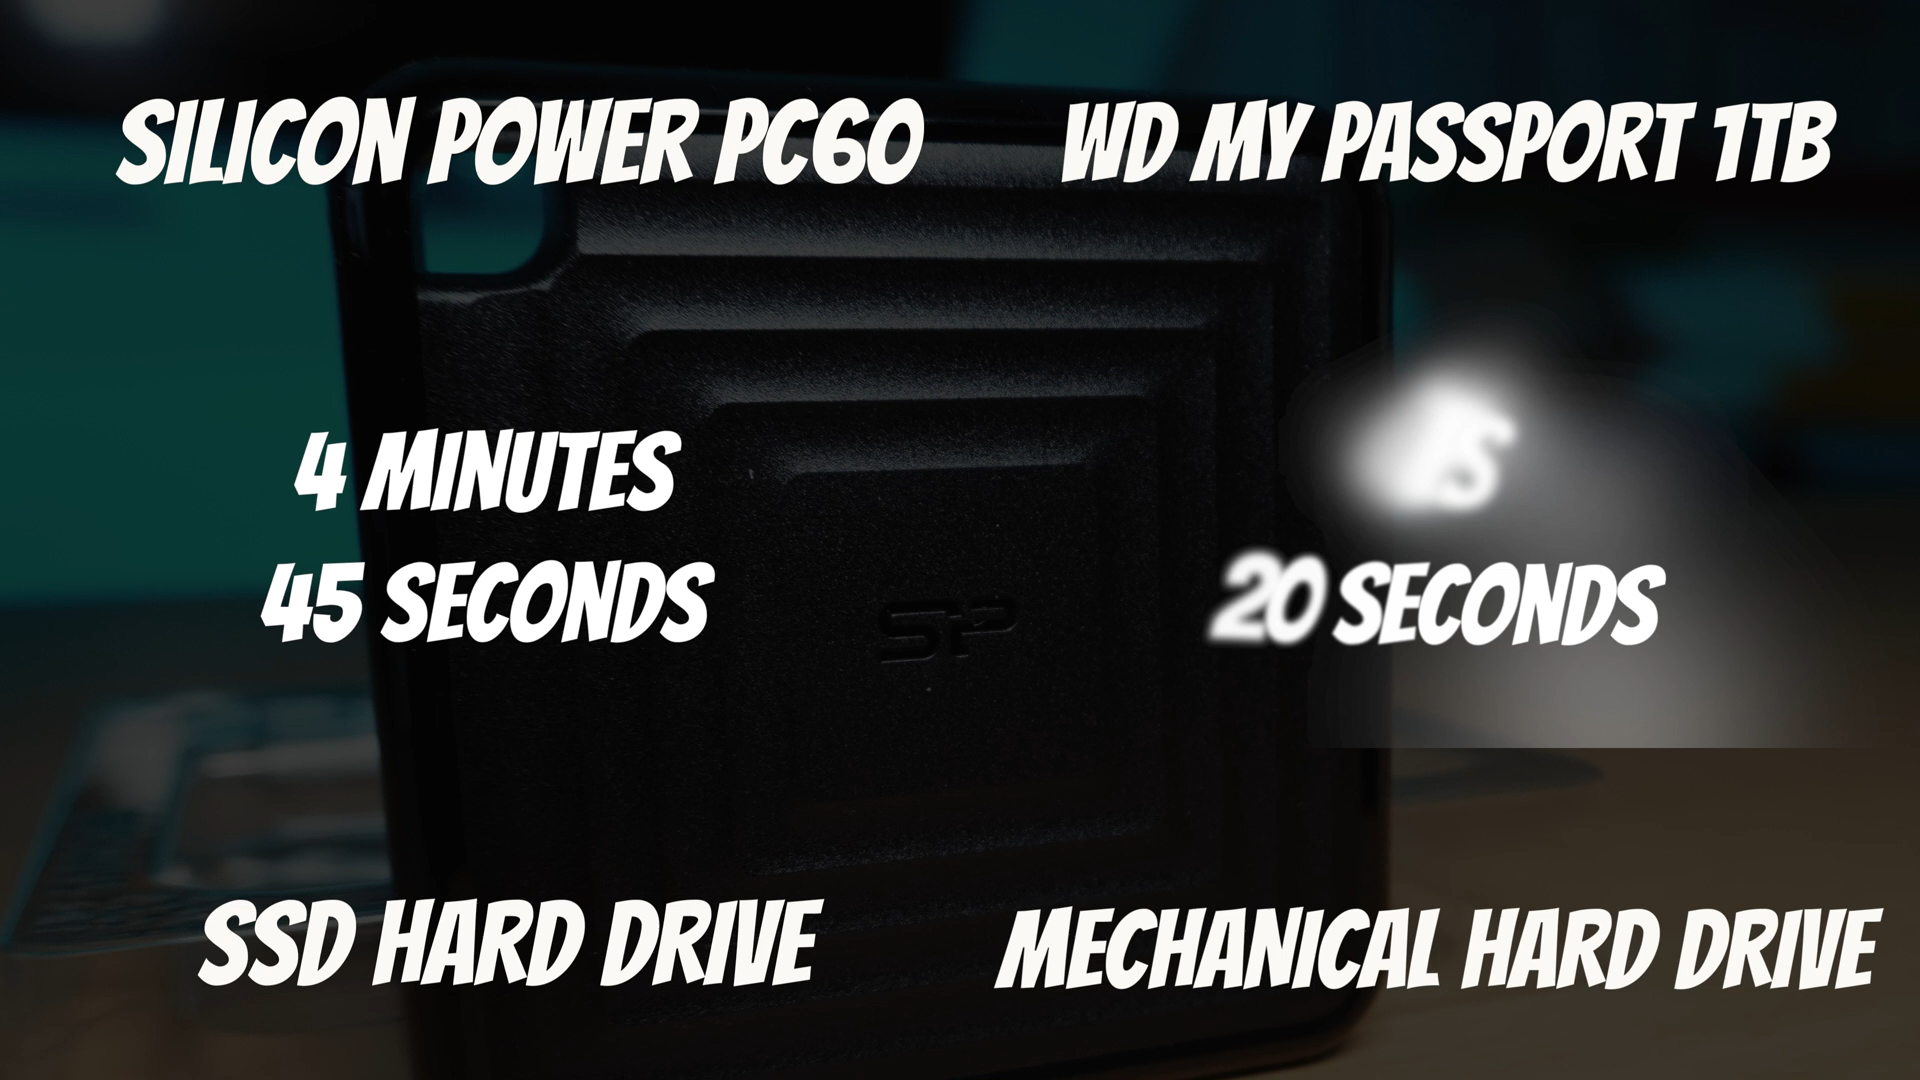 SILICON POWER PC60
WD MY PASSPORT 1TB
4 MINUTES
45 SECONDS
20 SECONDS
SP
SSD HARD DRIVE
MECHANICAL HARD DRIVE